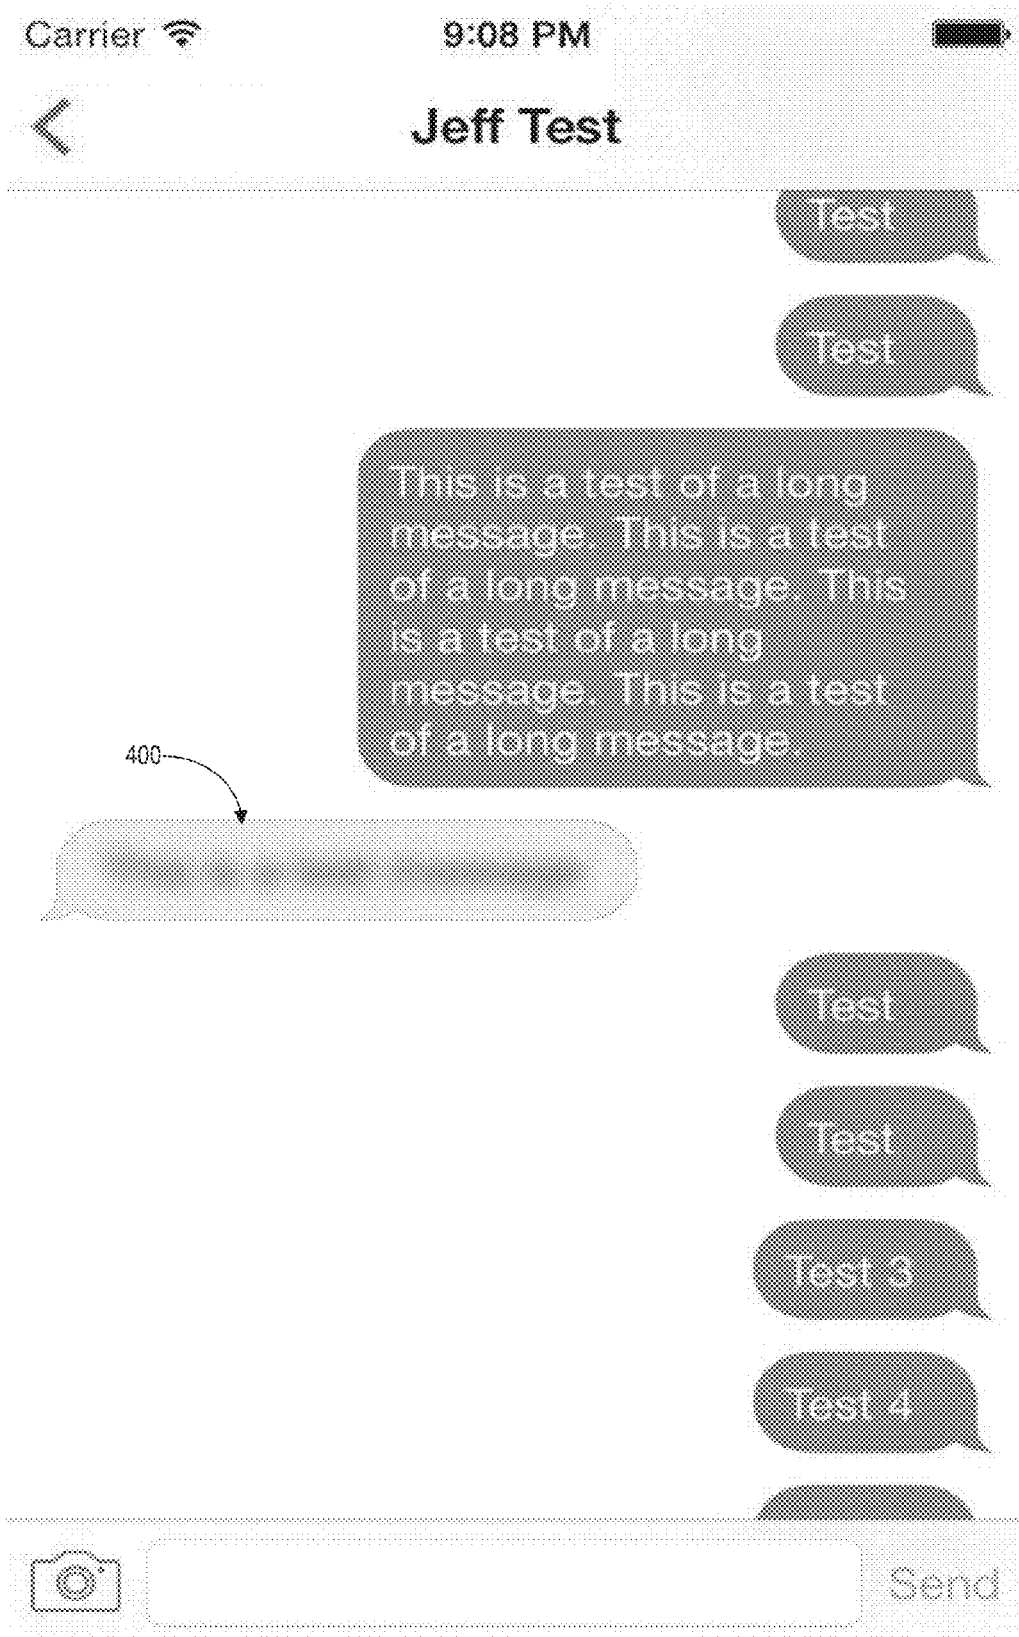 Carrier 9:08 PM
Jeff Test
Test
Test
This is a test of a long
message. This is a test
of a long message. This
is a test of a long
message. This is a test
of a long message.
400
Test
Test
Test 3
Test 4
Send